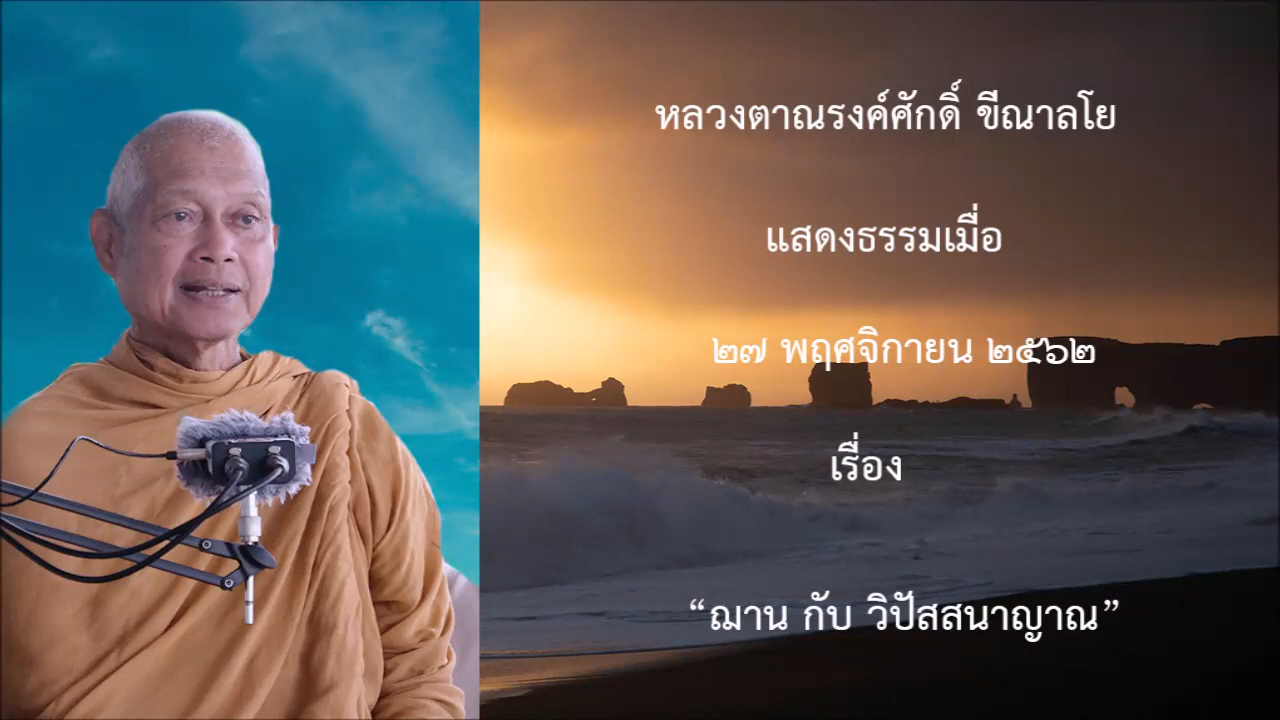 หลวงตาณรงค์ศักดิ์ ขีณาลโย
แสดงธรรมเมื่อ
๒๗ พฤศจิกายน ๒๕๖๒
เรื่อง
“ฌาน กับ วิปัสสนาญาณ”